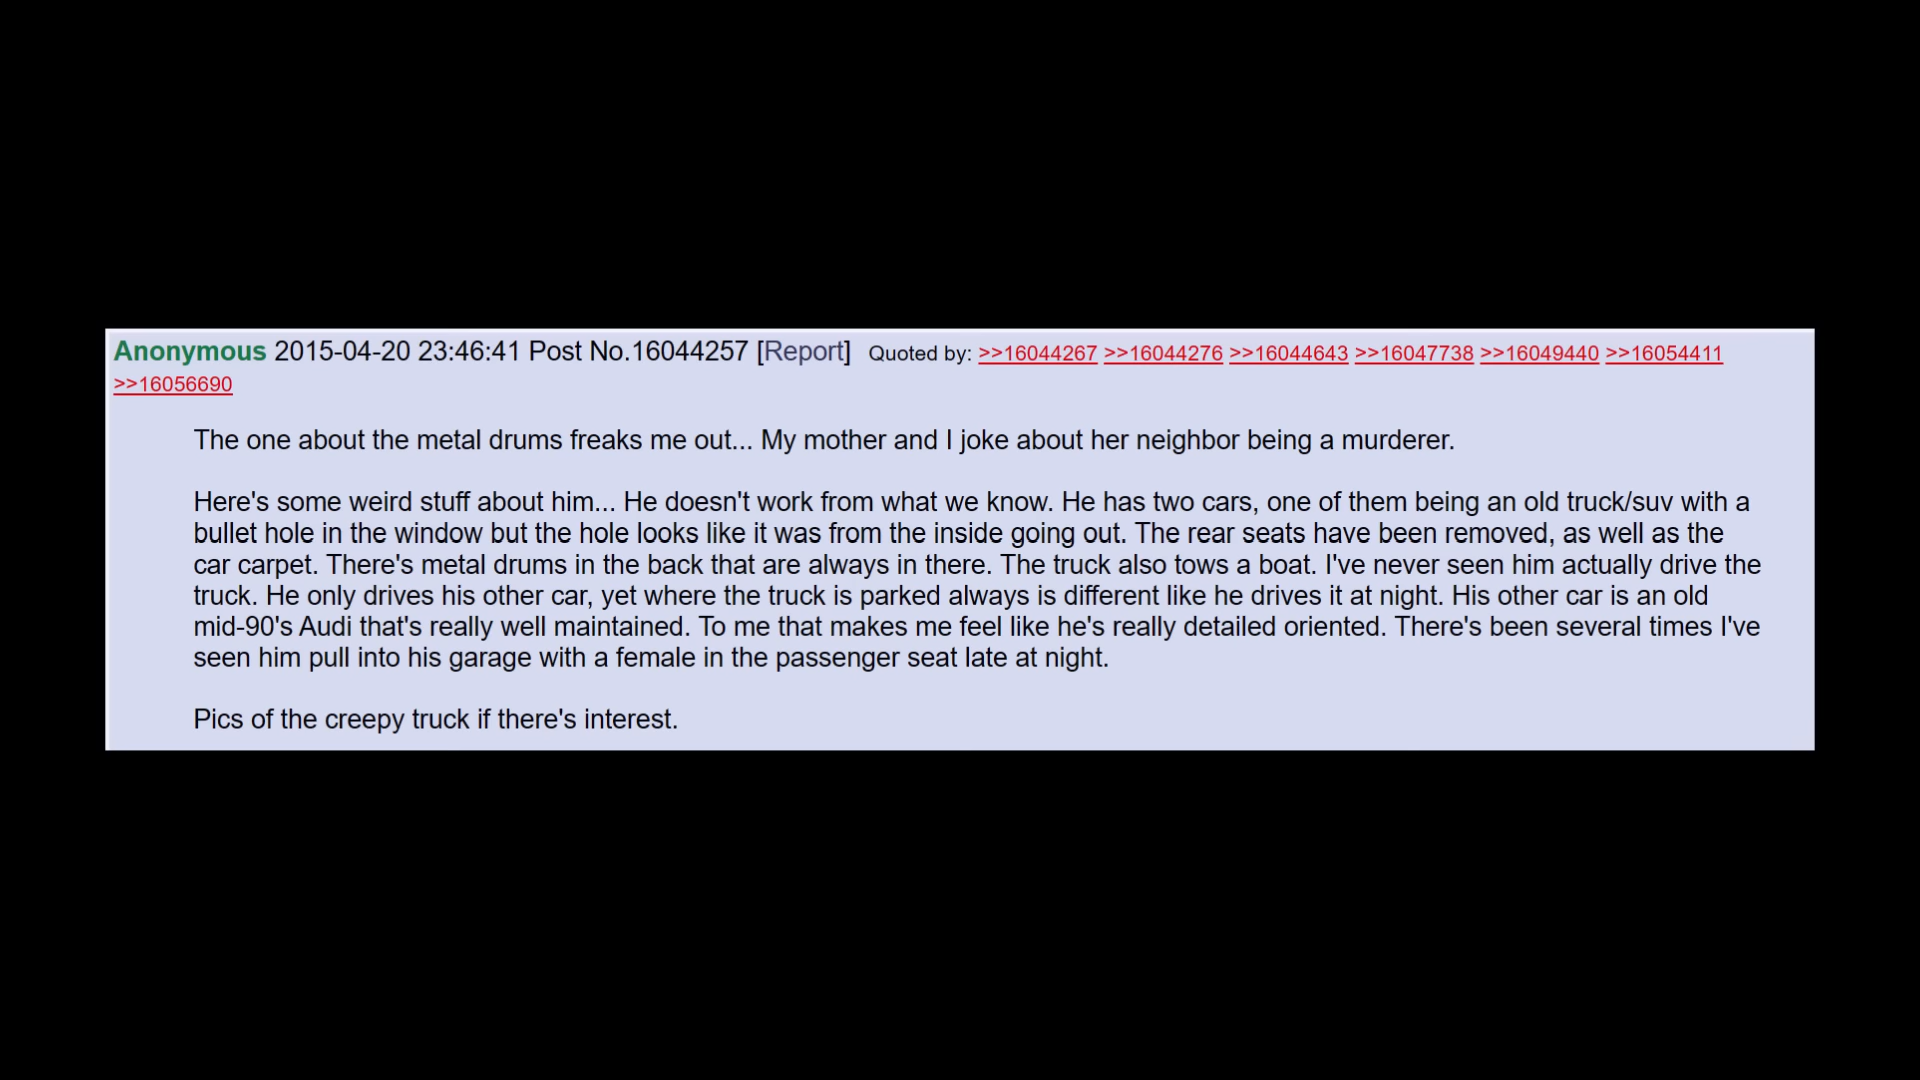 Anonymous 2015-04-20 23:46:41 Post No.16044257 [Report] Quoted by: >>16044267 >>16044276 >>16044643 >>16047738 >>16049440 >>16054411
>>16056690
The one about the metal drums freaks me out... My mother and I joke about her neighbor being a murderer.
Here's some weird stuff about him... He doesn't work from what we know. He has two cars, one of them being an old truck/suv with a
bullet hole in the window but the hole looks like it was from the inside going out. The rear seats have been removed, as well as the
car carpet. There's metal drums in the back that are always in there. The truck also tows a boat. I've never seen him actually drive the
truck. He only drives his other car, yet where the truck is parked always is different like he drives it at night. His other car is an old
mid-90's Audi that's really well maintained. To me that makes me feel like he's really detailed oriented. There's been several times I've
seen him pull into his garage with a female in the passenger seat late at night.
Pics of the creepy truck if there's interest.